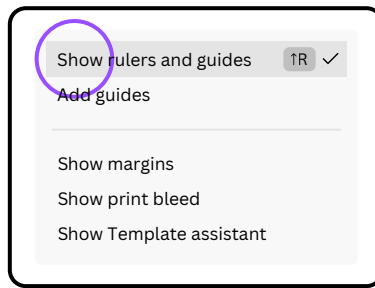 Show rulers and guides ↑R ✓
Add guides
Show margins
Show print bleed
Show Template assistant